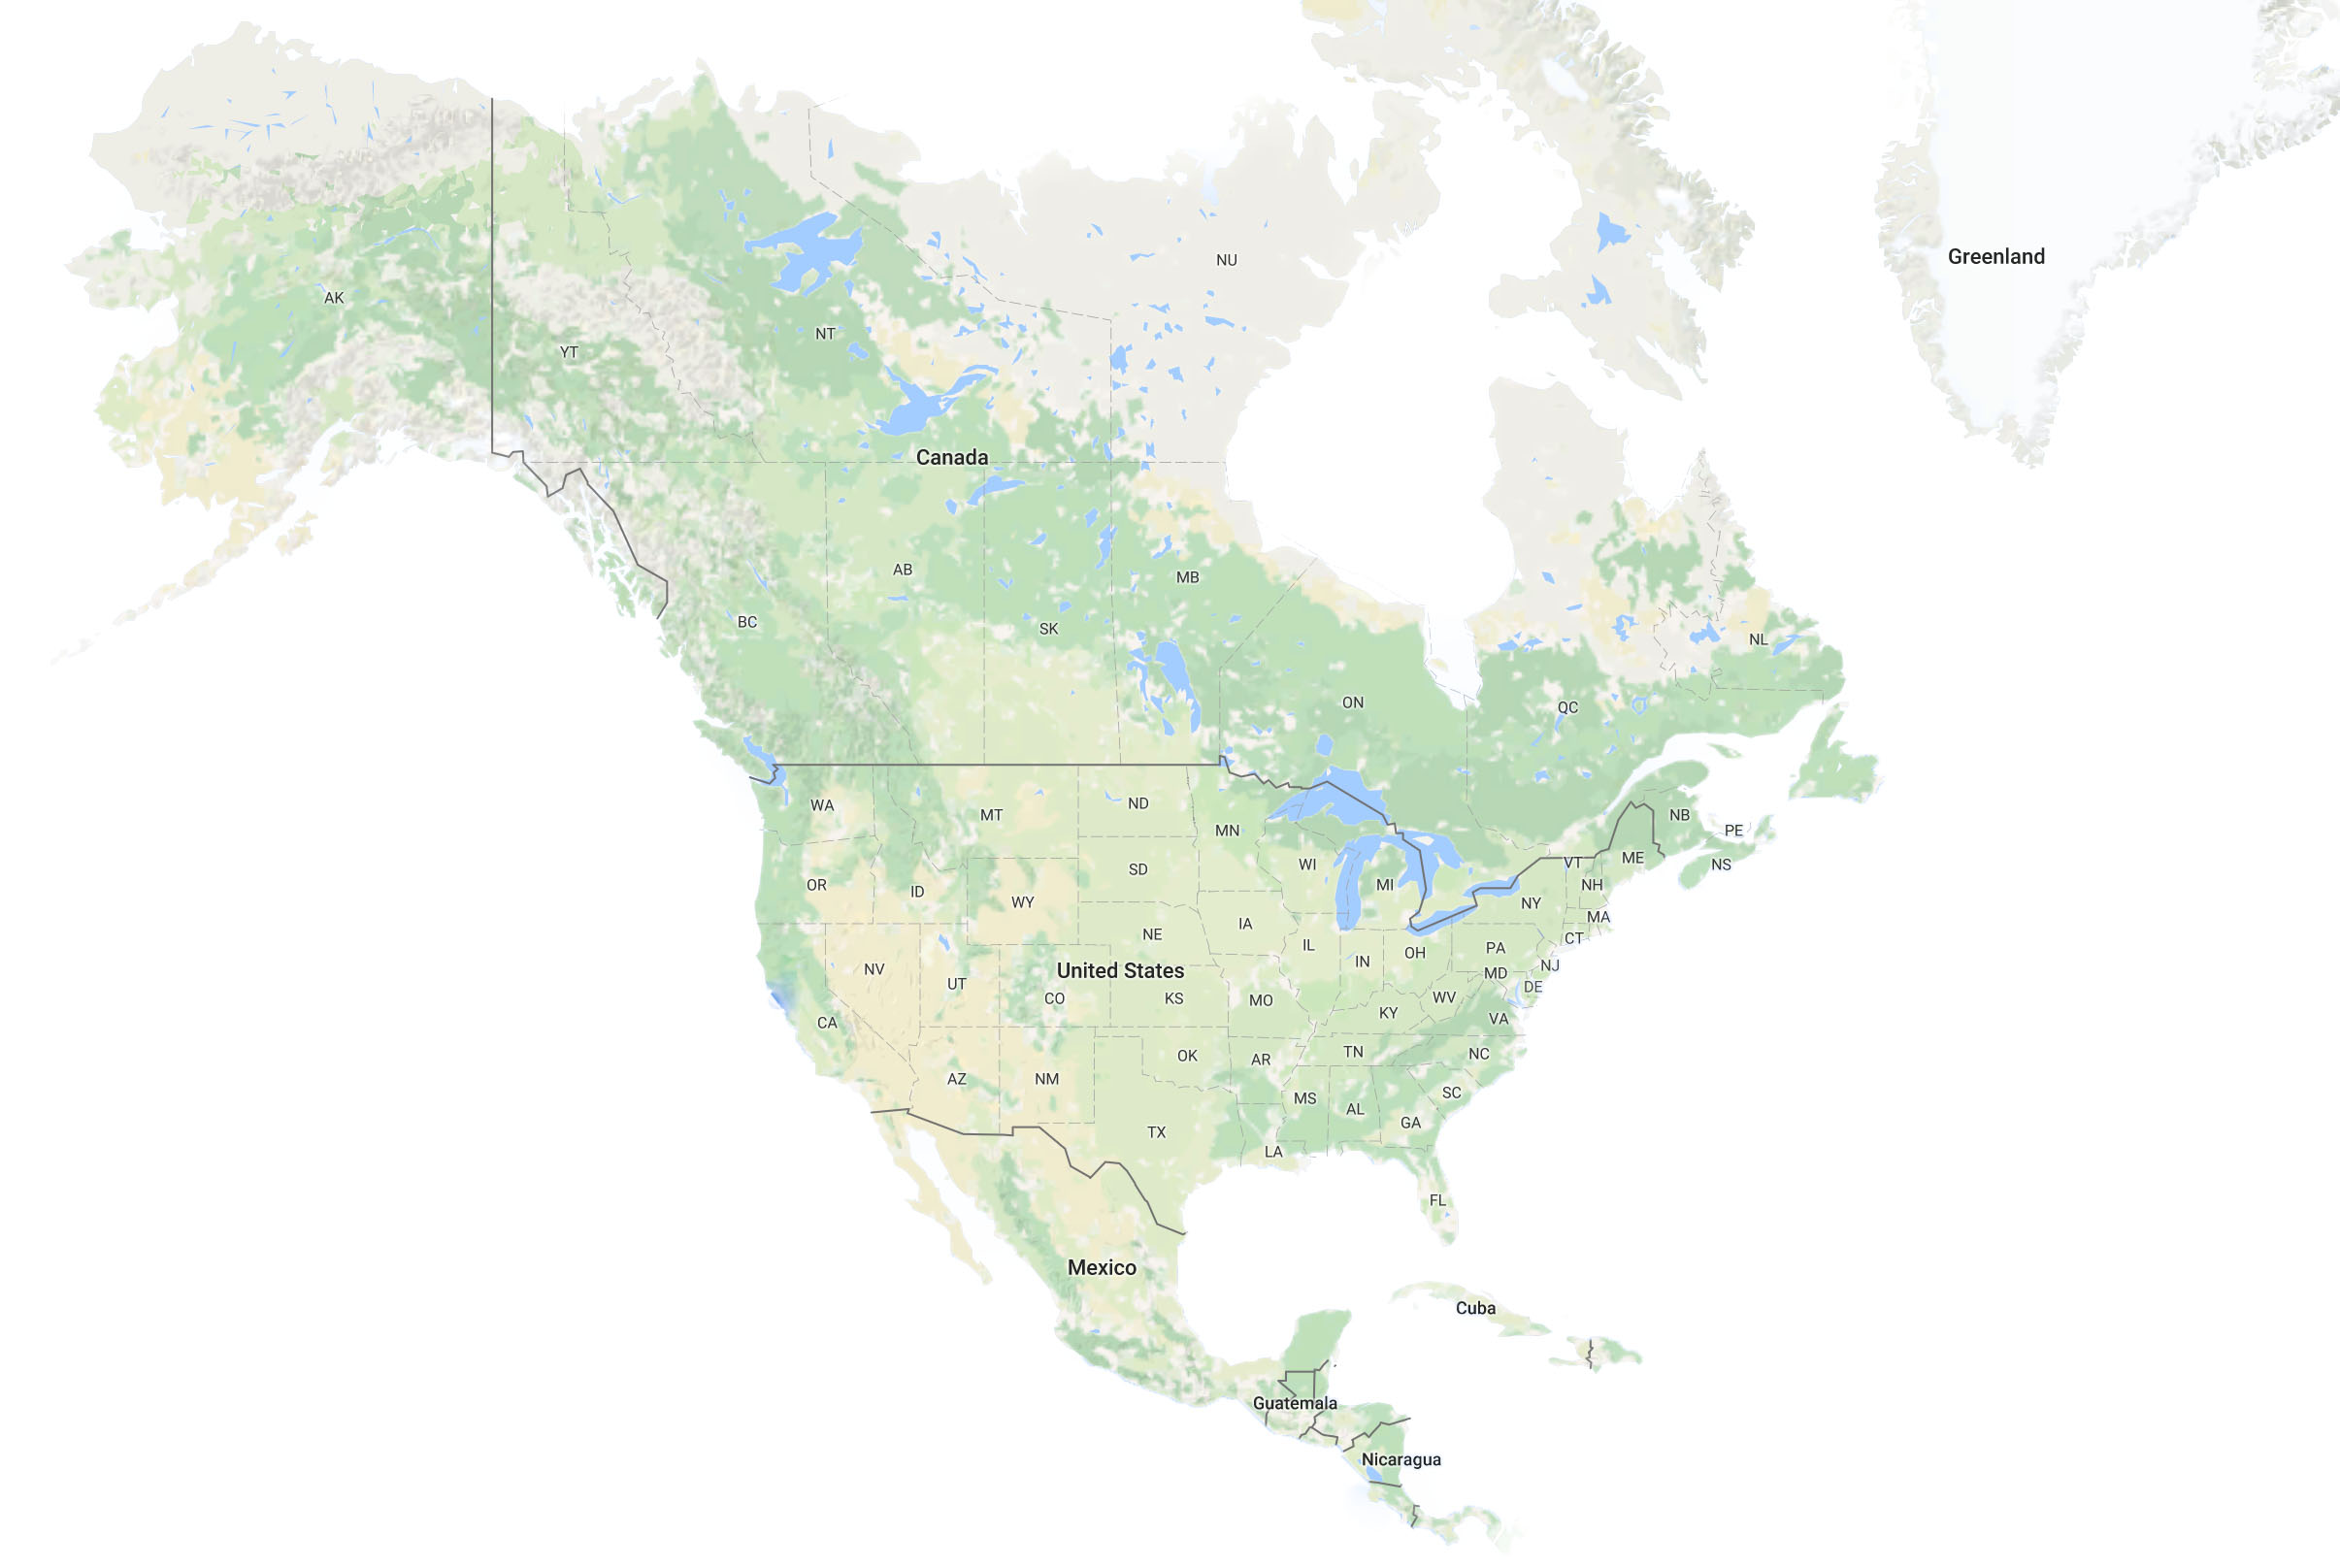 Greenland
NU
AK
NT
YT
Canada
AB
MB
SK
BC
NL
ON
QC
WA
MT
ND
MN
NB
PE
WI
VT
ME
NS
SD
OR
ID
MI
NH
WY
NY
MA
IA
NE
IL
CT
PA
OH
IN
NJ
NV
United States
MD
UT
DE
CO
KS
MO
WV
KY
VA
CA
TN
NC
OK
AR
AZ
NM
SC
MS
AL
GA
TX
LA
FL
Mexico
Cuba
Guatemala
Nicaragua